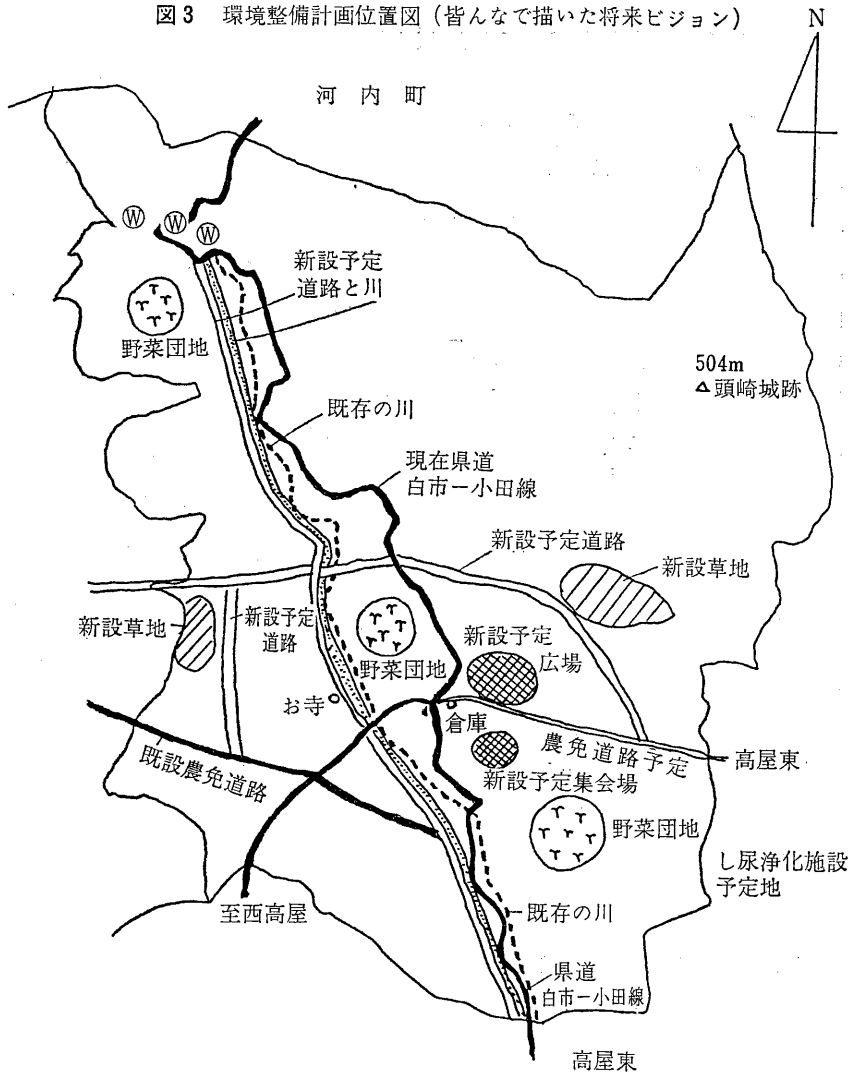 図3 環境整備計画位置図(皆んなで描いた将来ビジョン)
N
河内町
Ⓦ Ⓦ Ⓦ
新設予定
道路と川
野菜団地
504m
頭崎城跡
既存の川
現在県道
白市ー小田線
新設予定道路
新設草地
新設草地
新設予定
道路
野菜団地
新設予定
広場
お寺
倉庫
農免道路予定
高屋東
既設農免道路
新設予定集会場
野菜団地
し尿浄化施設
予定地
至西高屋
既存の川
県道
白市ー小田線
高屋東